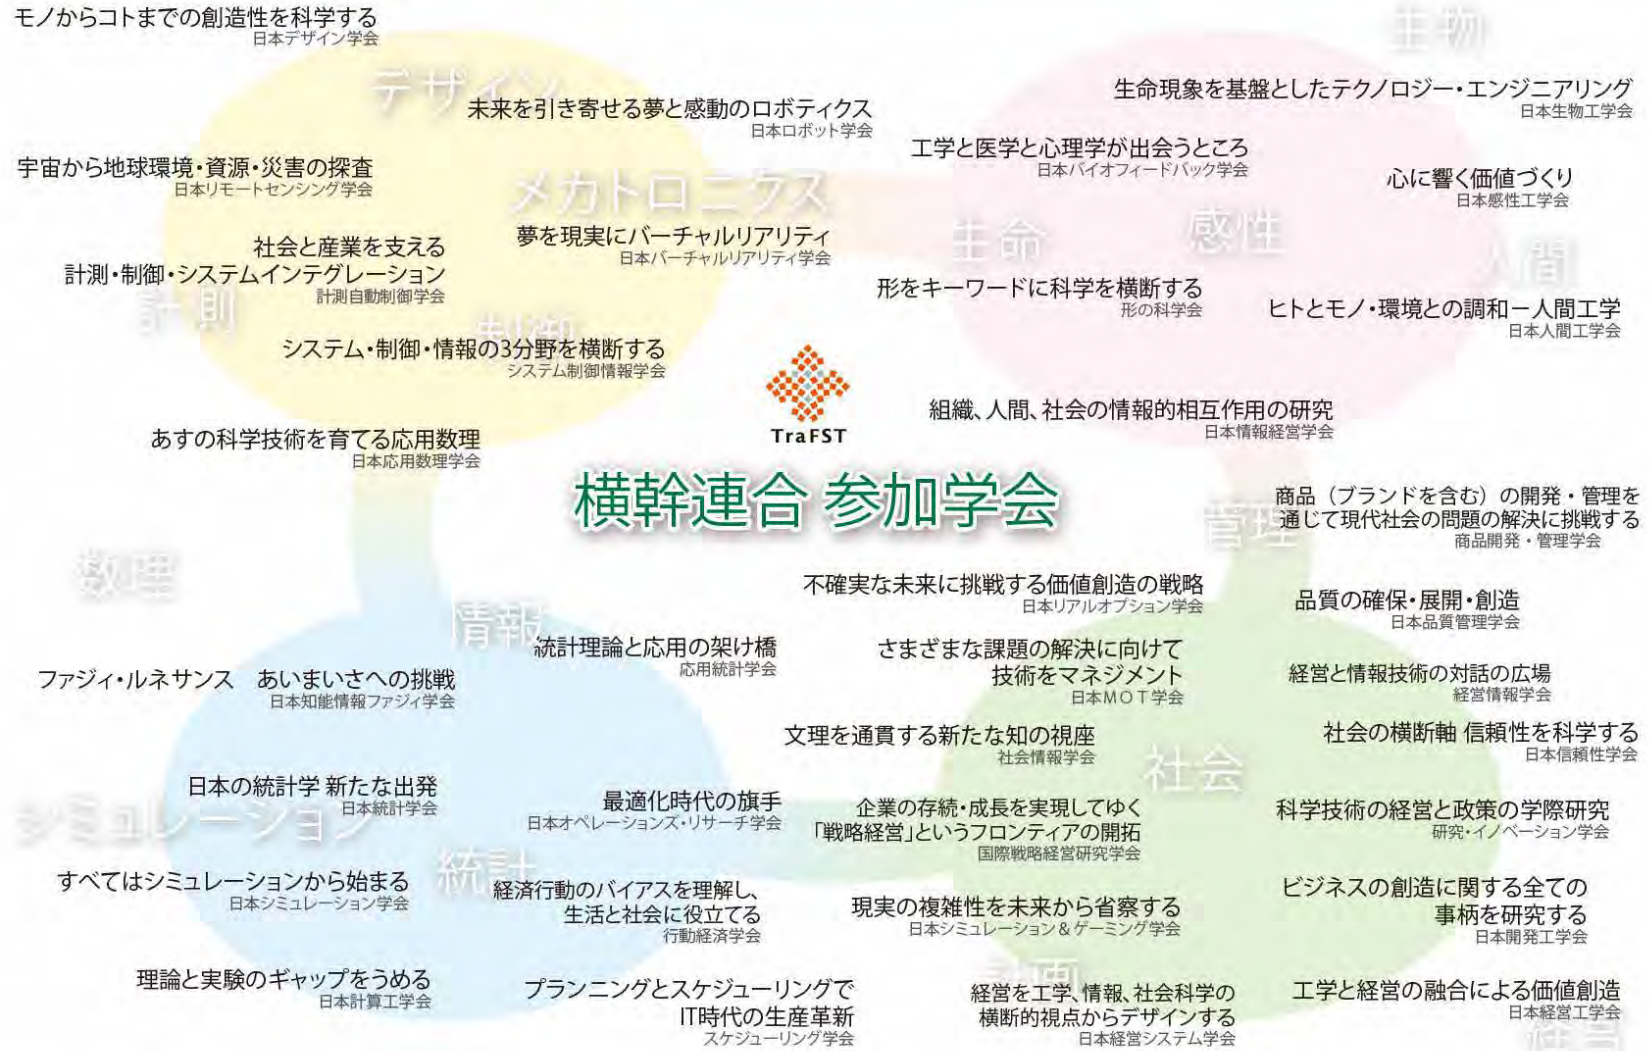 モノからコトまでの創造性を科学する
日本デザイン学会
デザイン
未来を引き寄せる夢と感動のロボティクス
日本ロボット学会
宇宙から地球環境・資源・災害の探査
日本リモートセンシング学会
メカトロニクス
社会と産業を支える
計測・制御・システムインテグレーション
計測自動制御学会
夢を現実にバーチャルリアリティ
日本バーチャルリアリティ学会
計測
制御
システム・制御・情報の3分野を横断する
システム制御情報学会
あすの科学技術を育てる応用数理
日本応用数理学会
生物
生命現象を基盤としたテクノロジー・エンジニアリング
日本生物工学会
工学と医学と心理学が出会うところ
日本バイオフィードバック学会
心に響く価値づくり
日本感性工学会
生命
感性
人間
形をキーワードに科学を横断する
形の科学会
ヒトとモノ・環境との調和ー人間工学
日本人間工学会
組織、人間、社会の情報的相互作用の研究
日本情報経営学会
TraFST
横幹連合 参加学会
数理
情報
統計理論と応用の架け橋
応用統計学会
ファジィ・ルネサンス あいまいさへの挑戦
日本知能情報ファジィ学会
日本の統計学 新たな出発
日本統計学会
シミュレーション
最適化時代の旗手
日本オペレーションズ・リサーチ学会
統計
すべてはシミュレーションから始まる
日本シミュレーション学会
経済行動のバイアスを理解し、
生活と社会に役立てる
行動経済学会
理論と実験のギャップをうめる
日本計算工学会
プランニングとスケジューリングで
IT時代の生産革新
スケジューリング学会
管理
商品（ブランドを含む）の開発・管理を
通じて現代社会の問題の解決に挑戦する
商品開発・管理学会
不確実な未来に挑戦する価値創造の戦略
日本リアルオプション学会
品質の確保・展開・創造
日本品質管理学会
さまざまな課題の解決に向けて
技術をマネジメント
日本ＭＯＴ学会
経営と情報技術の対話の広場
経営情報学会
文理を通貫する新たな知の視座
社会情報学会
社会の横断軸 信頼性を科学する
日本信頼性学会
社会
企業の存続・成長を実現してゆく
「戦略経営」というフロンティアの開拓
国際戦略経営研究学会
科学技術の経営と政策の学際研究
研究・イノベーション学会
現実の複雑性を未来から省察する
日本シミュレーション＆ゲーミング学会
ビジネスの創造に関する全ての
事柄を研究する
日本開発工学会
計画
経営を工学、情報、社会科学の
横断的視点からデザインする
日本経営システム学会
工学と経営の融合による価値創造
日本経営工学会
経営